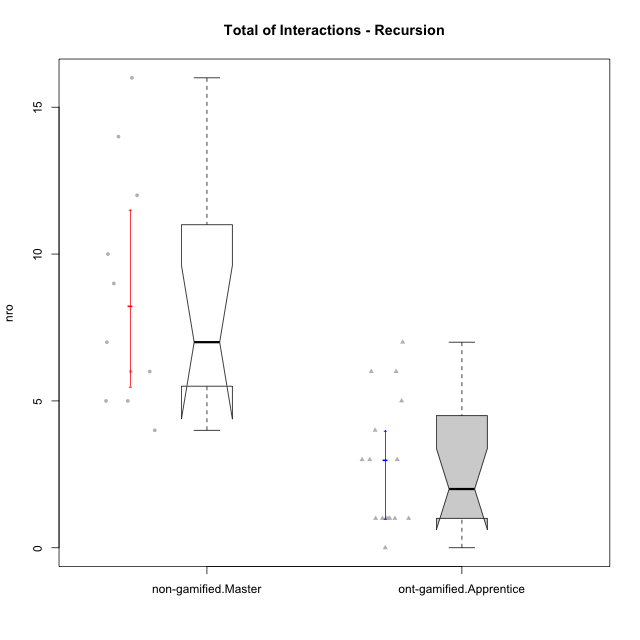 Total of Interactions - Recursion
15
10
5
0
nro
non-gamified.Master
ont-gamified.Apprentice